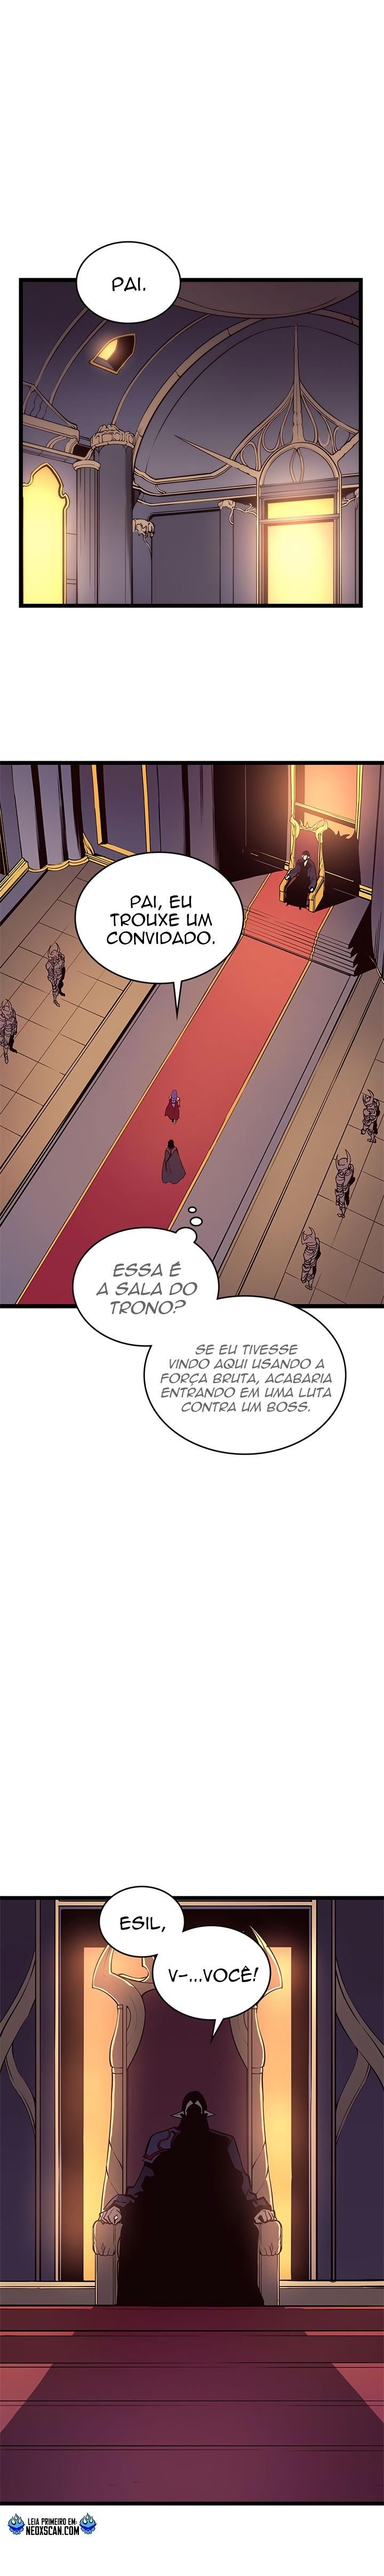 PAI.
PAI, EU
TROUXE UM
CONVIDADO.
ESSA É
A SALA DO
TRONO?
SE EU TIVESSE
VINDO AQUI USANDO A
FORÇA BRUTA, ACABARIA
ENTRANDO EM UMA LUTA
CONTRA UM BOSS.
ESIL,
V-...VOCÊ!
LEIA PRIMEIRO EM:
NEOXSCAN.COM